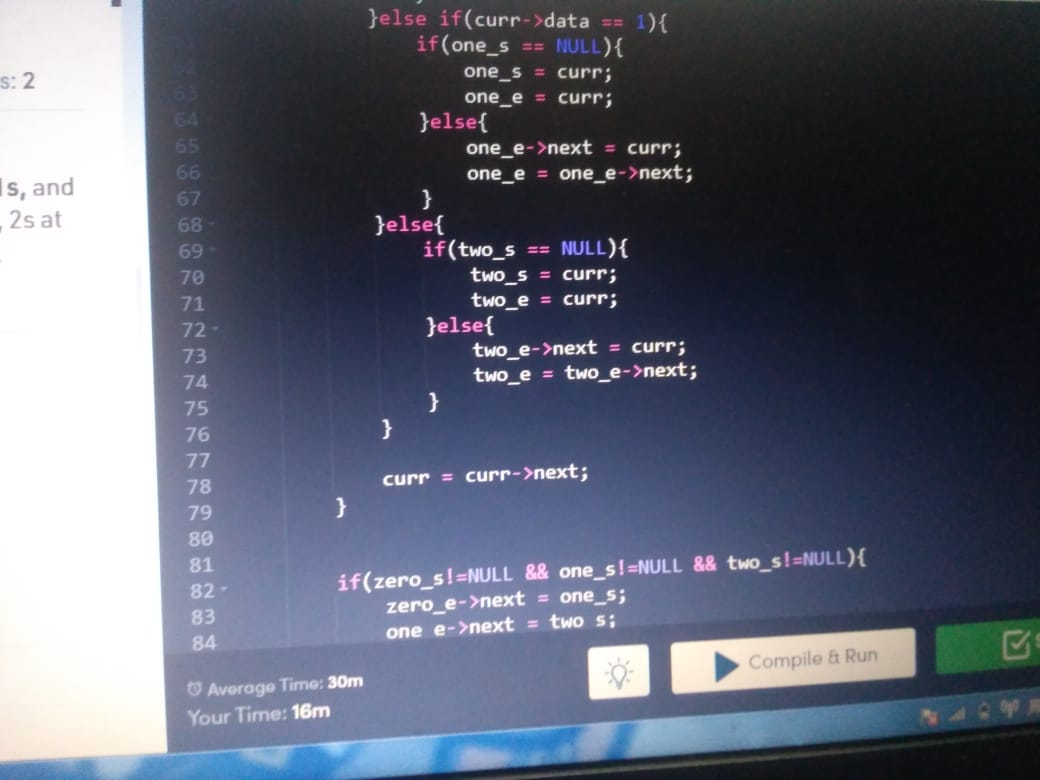 }else if(curr->data == 1){
if(one_s == NULL){
s: 2
62
one_s = curr;
63
one_e = curr;
64
}else{
65
one_e->next = curr;
s, and
66
one_e = one_e->next;
, 2s at
67
}
68
}else{
69
if(two_s == NULL){
70
two_s = curr;
71
two_e = curr;
72
}else{
73
two_e->next = curr;
74
two_e = two_e->next;
75
}
76
}
77
78
curr = curr->next;
79
}
80
81
82
if(zero_s!=NULL && one_s!=NULL && two_s!=NULL){
83
zero_e->next = one_s;
84
one_e->next = two_s;
Average Time: 30m
Your Time: 16m
Compile & Run